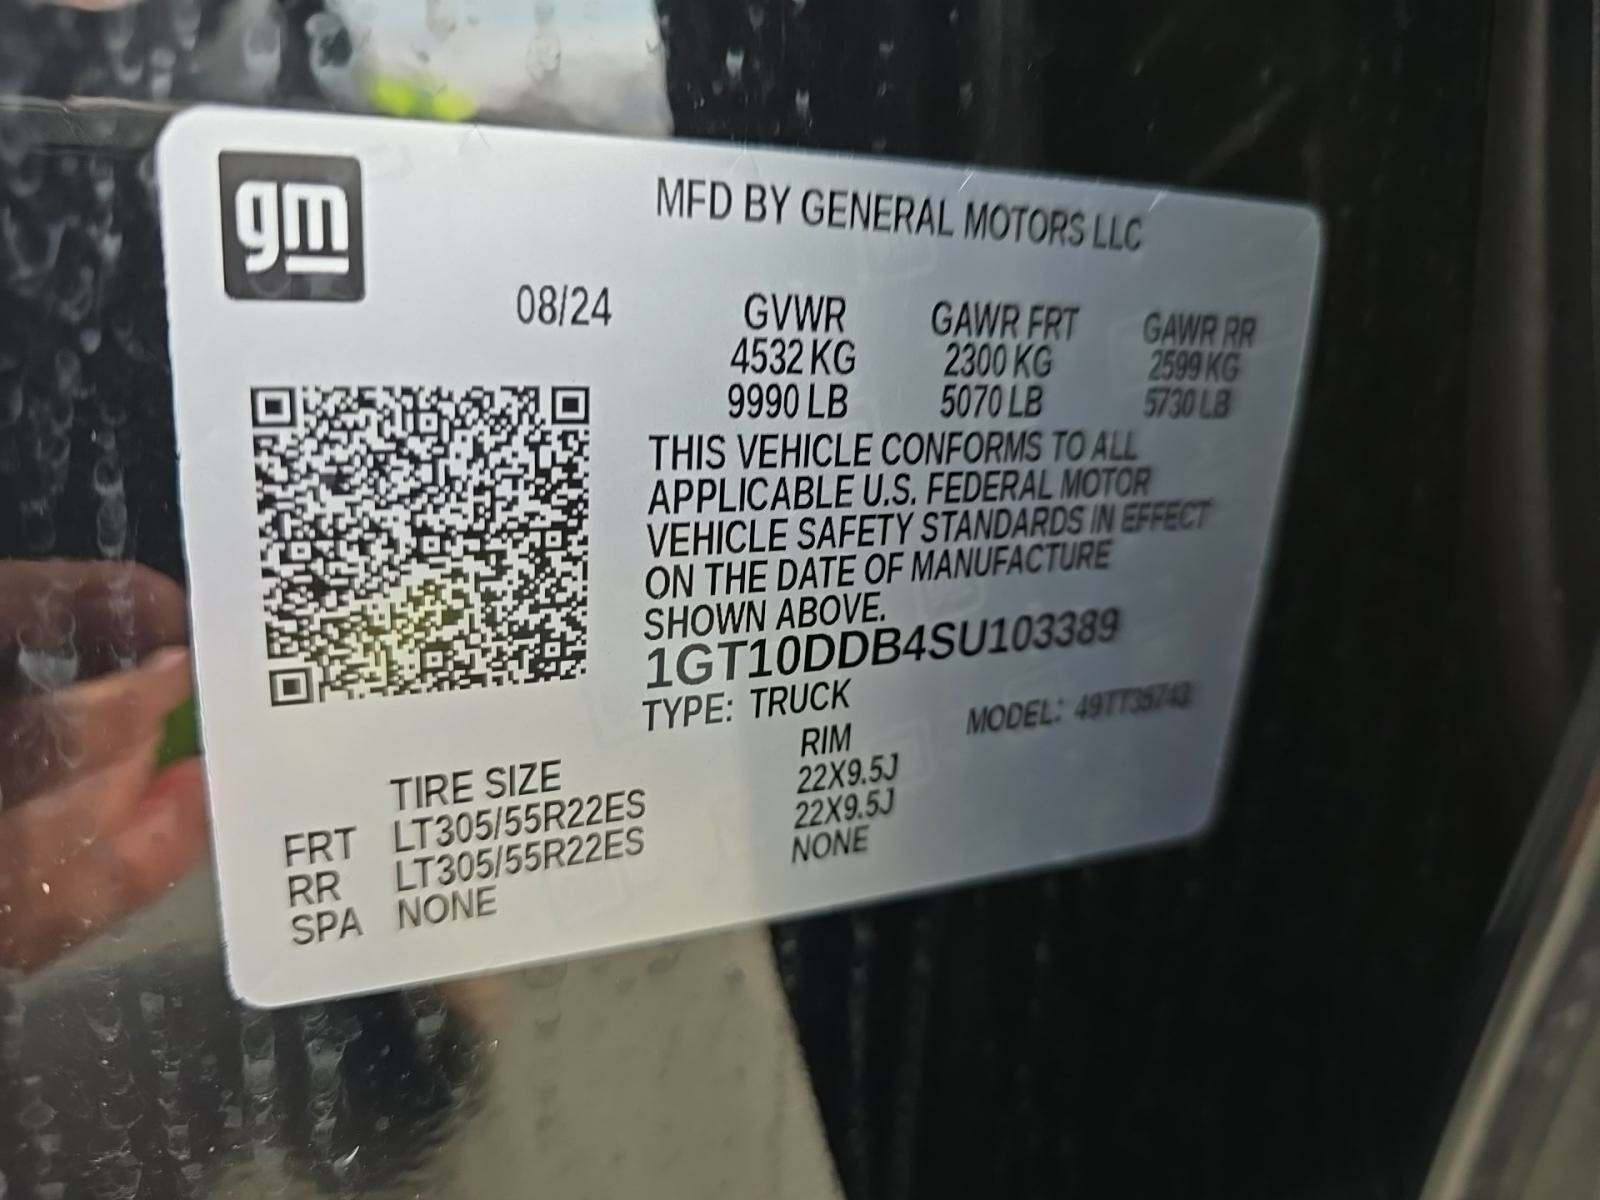 gm
MFD BY GENERAL MOTORS LLC
08/24
GVWR GAWR FRT GAWR RR
4532 KG 2300 KG 2599 KG
9990 LB 5070 LB 5730 LB
THIS VEHICLE CONFORMS TO ALL
APPLICABLE U.S. FEDERAL MOTOR
VEHICLE SAFETY STANDARDS IN EFFECT
ON THE DATE OF MANUFACTURE
SHOWN ABOVE.
1GT10DDB4SU103389
TYPE: TRUCK MODEL:
TIRE SIZE RIM
FRT LT305/55R22ES 22X9.5J
RR LT305/55R22ES 22X9.5J
SPA NONE NONE